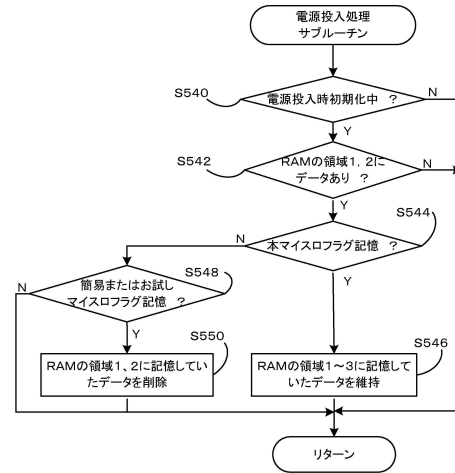 電源投入処理
サブルーチン
S540
電源投入時初期化中 ?
N
Y
S542
RAMの領域1, 2に
データあり ?
N
Y
S544
本マイスロフラグ記憶 ?
N
Y
S548
簡易またはお試し
マイスロフラグ記憶 ?
N
Y
S550
RAMの領域1、2に記憶してい
たデータを削除
S546
RAMの領域1~3に記憶して
いたデータを維持
リターン